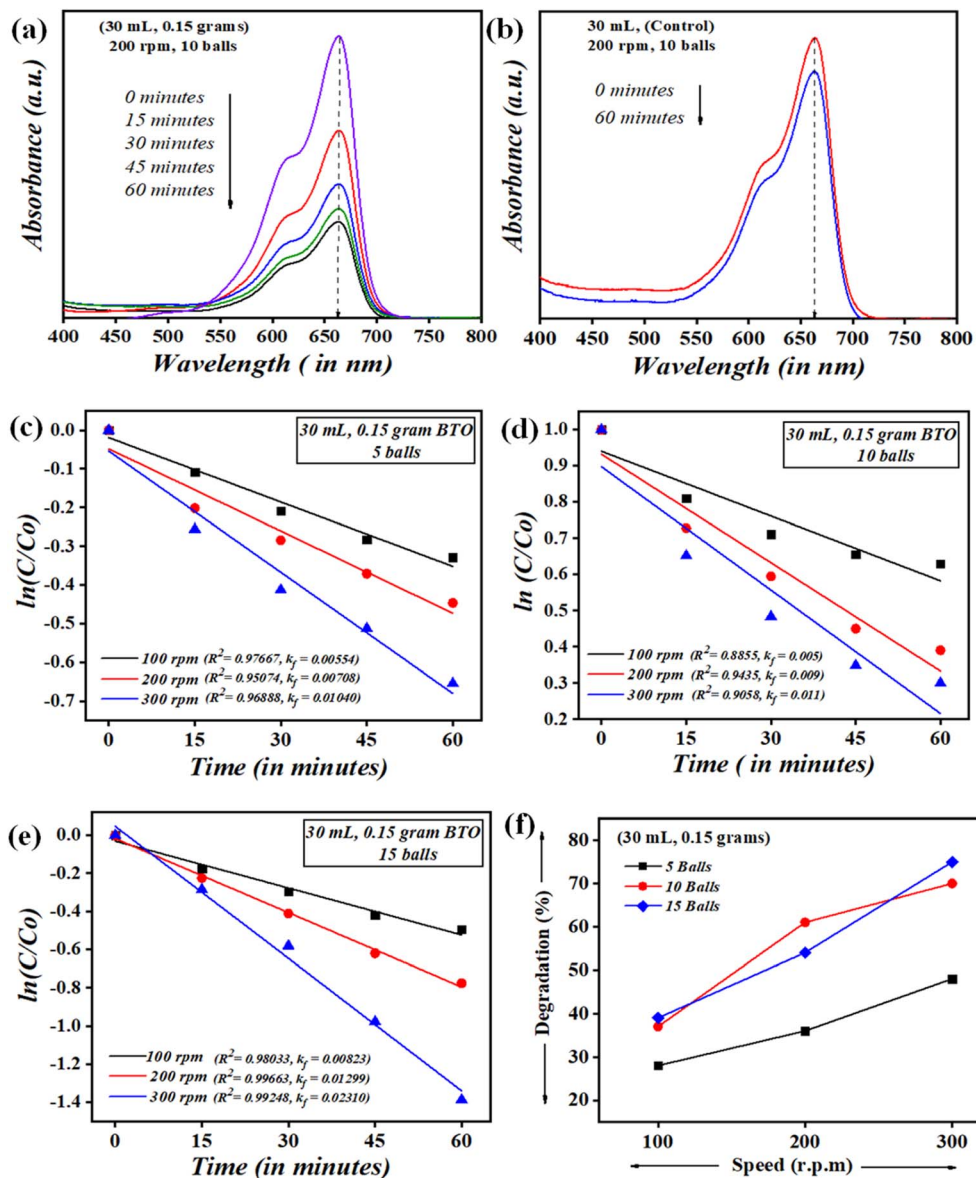 (a)
(30 mL, 0.15 grams)
200 rpm, 10 balls
0 minutes
15 minutes
30 minutes
45 minutes
60 minutes
Absorbance (a.u.)
400 450 500 550 600 650 700 750 800
Wavelength ( in nm)
(b)
30 mL, (Control)
200 rpm, 10 balls
0 minutes
60 minutes
Absorbance (a.u.)
400 450 500 550 600 650 700 750 800
Wavelength (in nm)
(c)
30 mL, 0.15 gram BTO
5 balls
0.0
-0.1
-0.2
-0.3
-0.4
-0.5
-0.6
-0.7
ln(C/Co)
100 rpm (R²= 0.97667, kf = 0.00554)
200 rpm (R²= 0.95074, kf = 0.00708)
300 rpm (R²= 0.96888, kf = 0.01040)
0 15 30 45 60
Time (in minutes)
(d)
30 mL, 0.15 gram BTO
10 balls
1.0
0.9
0.8
0.7
0.6
0.5
0.4
0.3
0.2
ln (C/Co)
100 rpm (R²= 0.8855, kf = 0.005)
200 rpm (R²= 0.9435, kf = 0.009)
300 rpm (R²= 0.9058, kf = 0.011)
0 15 30 45 60
Time ( in minutes)
(e)
30 mL, 0.15 gram BTO
15 balls
0.0
-0.2
-0.4
-0.6
-0.8
-1.0
-1.2
-1.4
ln(C/Co)
100 rpm (R²= 0.98033, kf = 0.00823)
200 rpm (R²= 0.99663, kf = 0.01299)
300 rpm (R²= 0.99248, kf = 0.02310)
0 15 30 45 60
Time (in minutes)
(f)
(30 mL, 0.15 grams)
5 Balls
10 Balls
15 Balls
80
70
60
50
40
30
20
Degradation (%)
100 200 300
Speed (r.p.m)